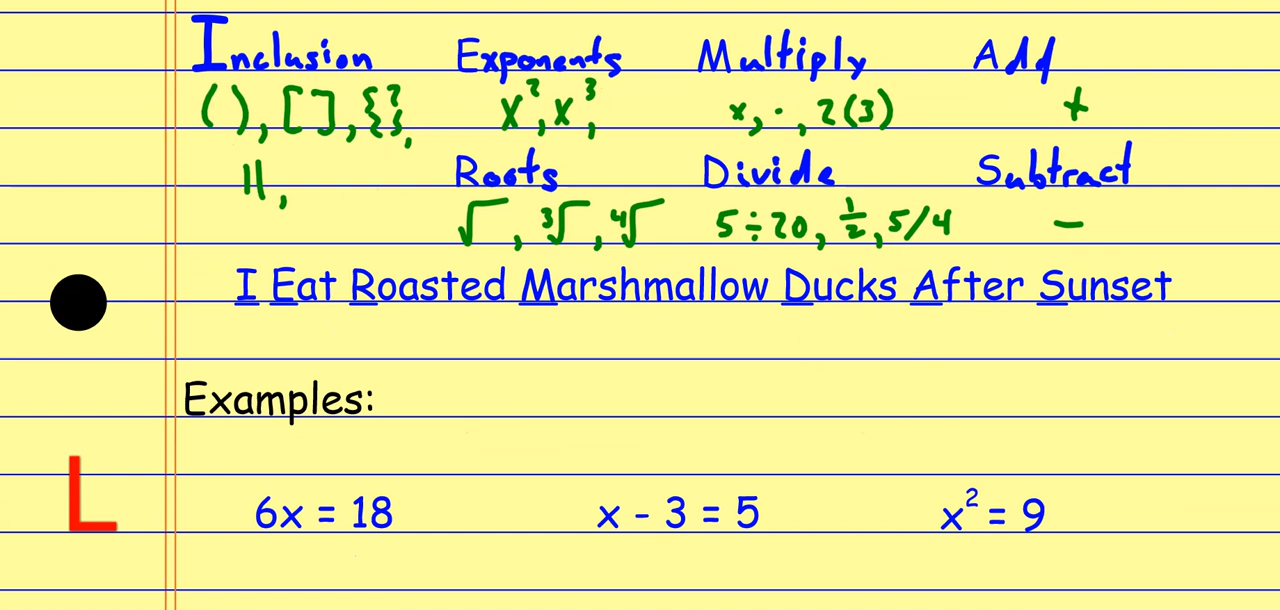 Inclusion Exponents Multiply Add
( ), [ ], { }, x², x³, x, ·, 2(3) +
||, Roots Divide Subtract
√, ³√, ⁴√ 5÷20, 1/2, 5/4 −
I Eat Roasted Marshmallow Ducks After Sunset
Examples:
L
6x = 18 x - 3 = 5 x² = 9